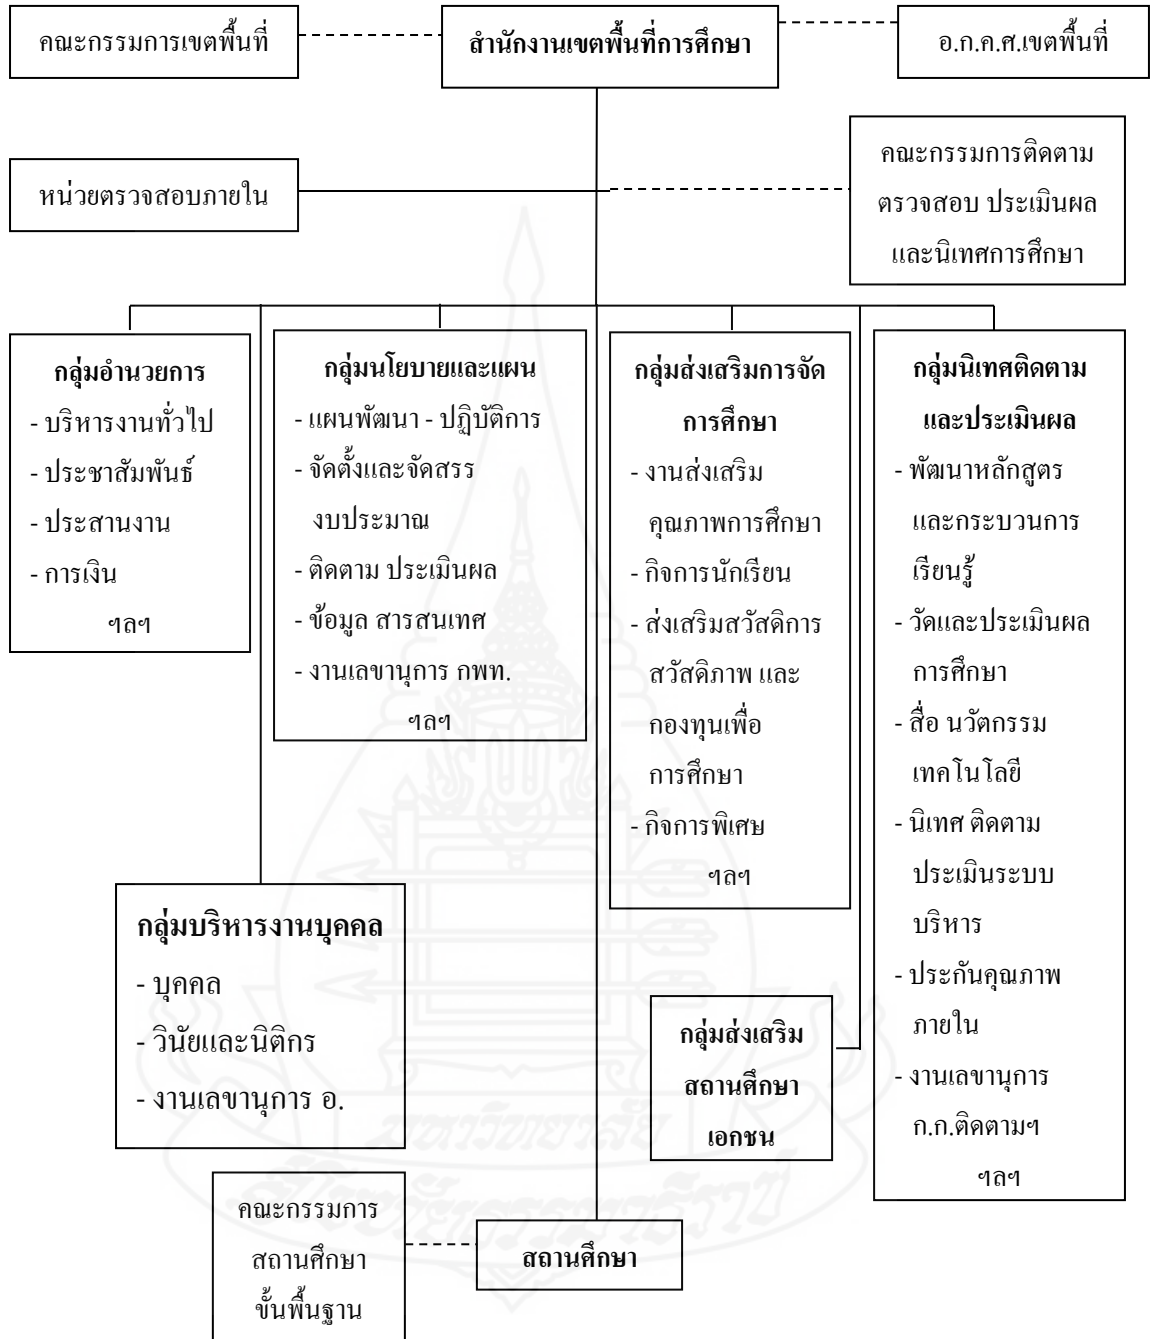 คณะกรรมการเขตพื้นที่
สำนักงานเขตพื้นที่การศึกษา
อ.ก.ค.ศ.เขตพื้นที่
หน่วยตรวจสอบภายใน
คณะกรรมการติดตาม
ตรวจสอบ ประเมินผล
และนิเทศการศึกษา
กลุ่มอำนวยการ
- บริหารงานทั่วไป
- ประชาสัมพันธ์
- ประสานงาน
- การเงิน
ฯลฯ
กลุ่มนโยบายและแผน
- แผนพัฒนา - ปฏิบัติการ
- จัดตั้งและจัดสรร
งบประมาณ
- ติดตาม ประเมินผล
- ข้อมูล สารสนเทศ
- งานเลขานุการ กพท.
ฯลฯ
กลุ่มส่งเสริมการจัด
การศึกษา
- งานส่งเสริม
คุณภาพการศึกษา
- กิจการนักเรียน
- ส่งเสริมสวัสดิการ
สวัสดิภาพ และ
กองทุนเพื่อ
การศึกษา
- กิจการพิเศษ
ฯลฯ
กลุ่มนิเทศติดตาม
และประเมินผล
- พัฒนาหลักสูตร
และกระบวนการ
เรียนรู้
- วัดและประเมินผล
การศึกษา
- สื่อ นวัตกรรม
เทคโนโลยี
- นิเทศ ติดตาม
ประเมินระบบ
บริหาร
- ประกันคุณภาพ
ภายใน
- งานเลขานุการ
ก.ก.ติดตามฯ
ฯลฯ
กลุ่มบริหารงานบุคคล
- บุคคล
- วินัยและนิติกร
- งานเลขานุการ อ.
กลุ่มส่งเสริม
สถานศึกษา
เอกชน
คณะกรรมการ
สถานศึกษา
ขั้นพื้นฐาน
สถานศึกษา
มหาวิทยาลัย
สุโขทัยธรรมาธิราช